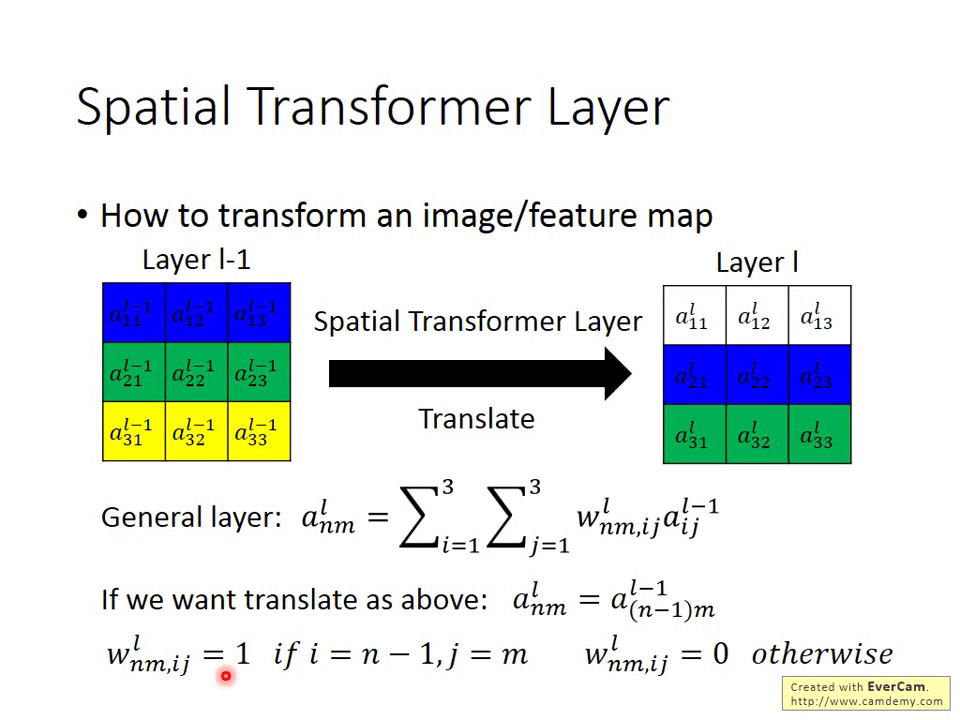 Spatial Transformer Layer
• How to transform an image/feature map
Layer l-1
Layer l
a_{11}^{l-1} a_{12}^{l-1} a_{13}^{l-1}
a_{21}^{l-1} a_{22}^{l-1} a_{23}^{l-1}
a_{31}^{l-1} a_{32}^{l-1} a_{33}^{l-1}
Spatial Transformer Layer
Translate
a_{11}^{l} a_{12}^{l} a_{13}^{l}
a_{21}^{l} a_{22}^{l} a_{23}^{l}
a_{31}^{l} a_{32}^{l} a_{33}^{l}
General layer: a_{nm}^{l} = \sum_{i=1}^{3} \sum_{j=1}^{3} w_{nm,ij}^{l} a_{ij}^{l-1}
If we want translate as above: a_{nm}^{l} = a_{(n-1)m}^{l-1}
w_{nm,ij}^{l} = 1 if i = n − 1, j = m w_{nm,ij}^{l} = 0 otherwise
Created with EverCam.
http://www.camdemy.com